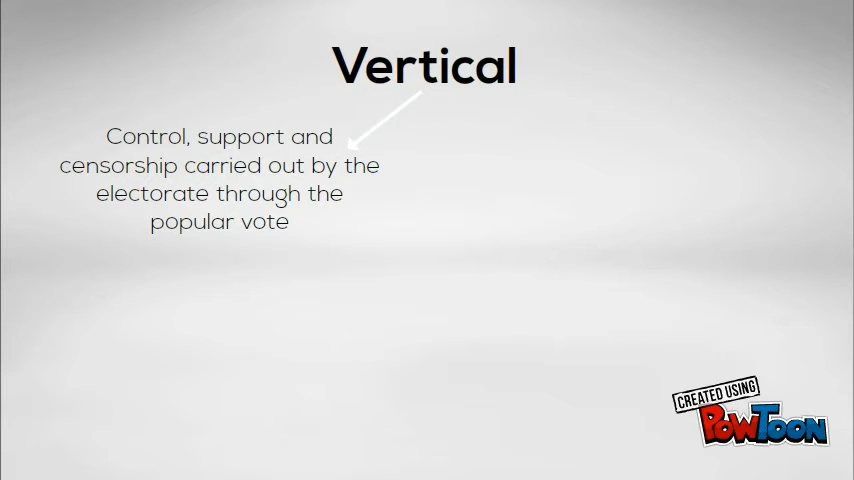 Vertical
Control, support and
censorship carried out by the
electorate through the
popular vote
CREATED USING
POWTOON